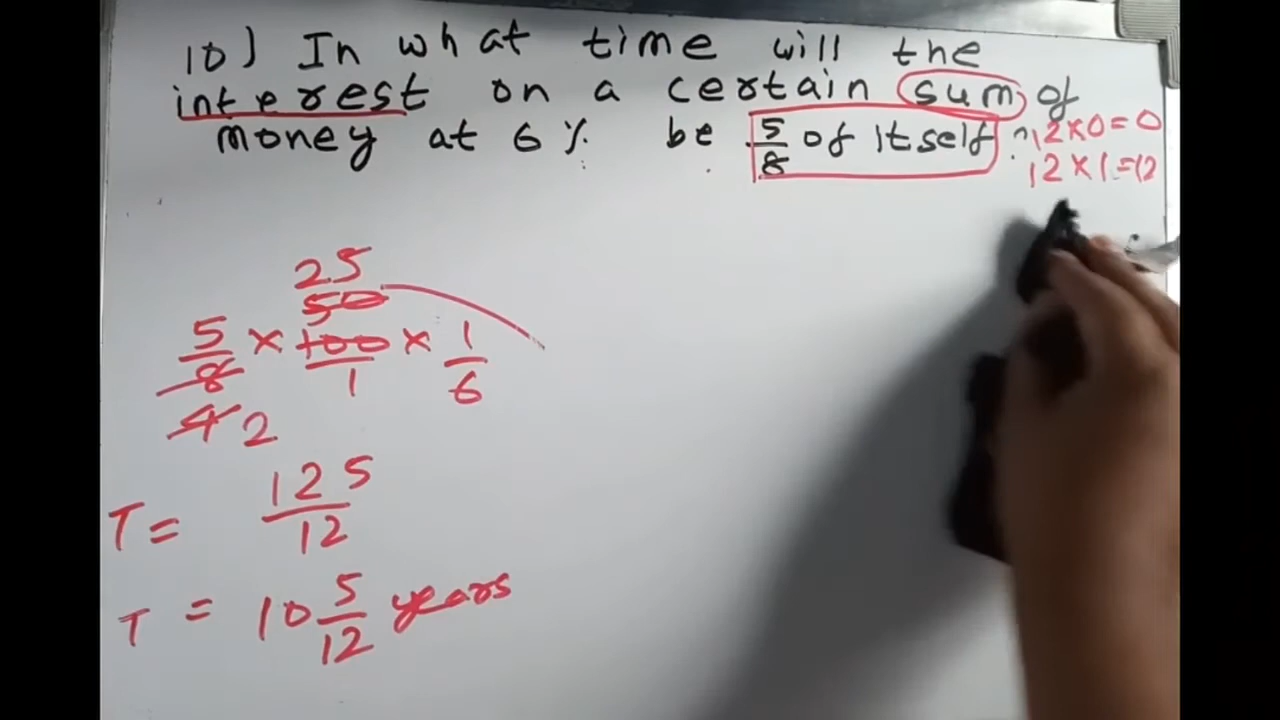 10) In what time will the
interest on a certain sum of
money at 6% be 5/8 of itself ?
12×0=0
12×1=12
25
50
5/8 × 100/1 × 1/6
4 2
T = 125/12
T = 10 5/12 years